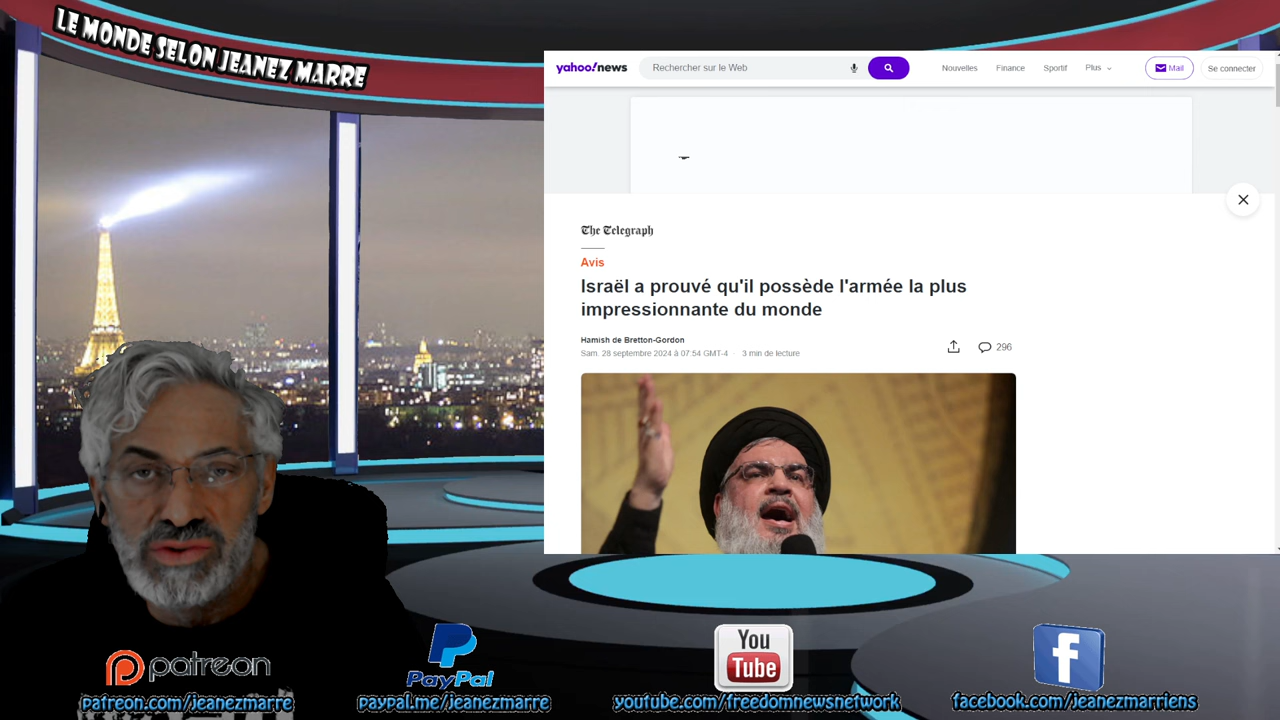 LE MONDE SELON JEANEZ MARRE
yahoo!news
Rechercher sur le Web
Nouvelles
Finance
Sportif
Plus
Mail
Se connecter
The Telegraph
Avis
Israël a prouvé qu'il possède l'armée la plus
impressionnante du monde
Hamish de Bretton-Gordon
Sam. 28 septembre 2024 à 07:54 GMT-4 · 3 min de lecture
296
patreon
PayPal
You
Tube
f
patreon.com/jeanezmarre
paypal.me/jeanezmarre
youtube.com/freedomnewsnetwork
facebook.com/jeanezmarriens